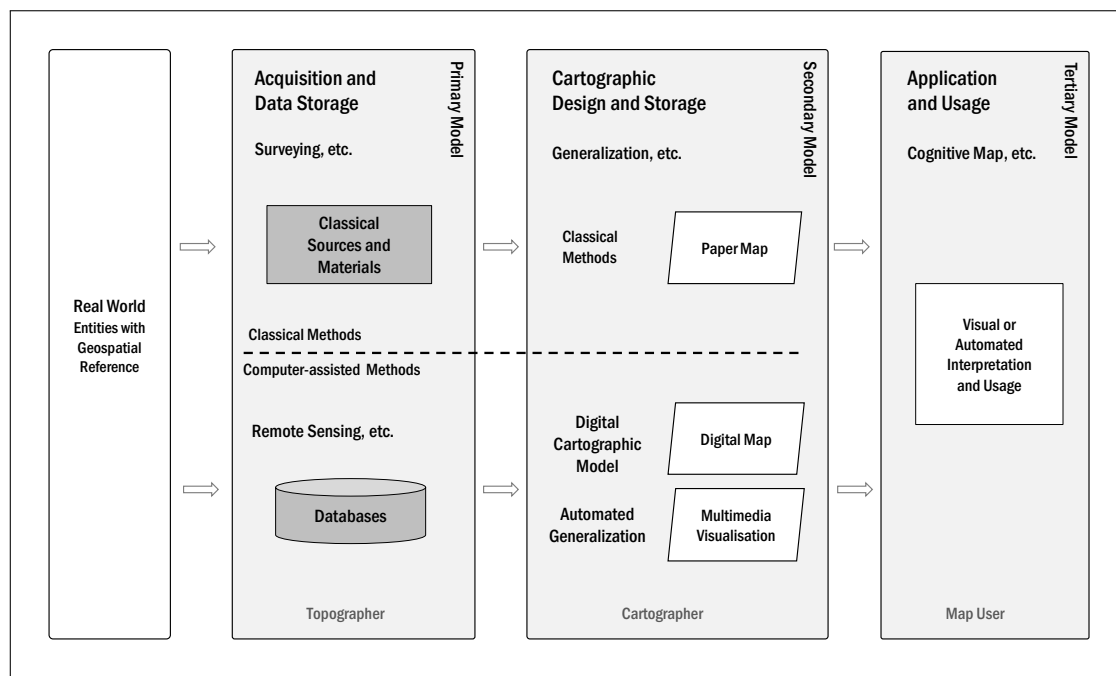 Real World
Entities with
Geospatial
Reference
Acquisition and
Data Storage
Primary Model
Surveying, etc.
Classical
Sources and
Materials
Classical Methods
Computer-assisted Methods
Remote Sensing, etc.
Databases
Topographer
Cartographic
Design and Storage
Secondary Model
Generalization, etc.
Classical
Methods
Paper Map
Digital
Cartographic
Model
Digital Map
Automated
Generalization
Multimedia
Visualisation
Cartographer
Application
and Usage
Tertiary Model
Cognitive Map, etc.
Visual or
Automated
Interpretation
and Usage
Map User